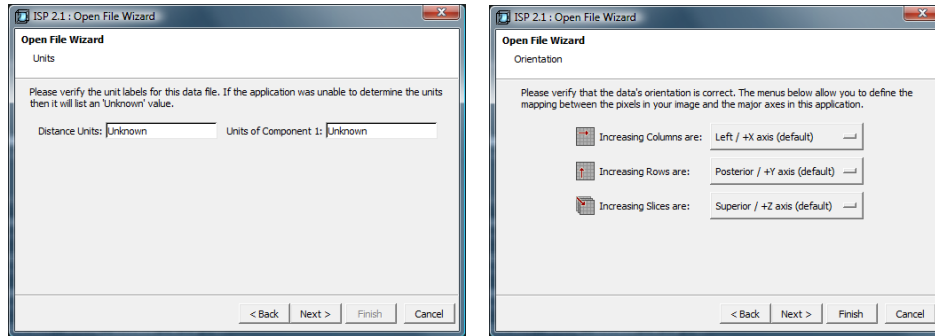 ISP 2.1 : Open File Wizard
Open File Wizard
Units
Please verify the unit labels for this data file. If the application was unable to determine the units
then it will list an 'Unknown' value.
Distance Units: Unknown Units of Component 1: Unknown
< Back Next > Finish Cancel
ISP 2.1 : Open File Wizard
Open File Wizard
Orientation
Please verify that the data's orientation is correct. The menus below allow you to define the
mapping between the pixels in your image and the major axes in this application.
Increasing Columns are: Left / +X axis (default)
Increasing Rows are: Posterior / +Y axis (default)
Increasing Slices are: Superior / +Z axis (default)
< Back Next > Finish Cancel